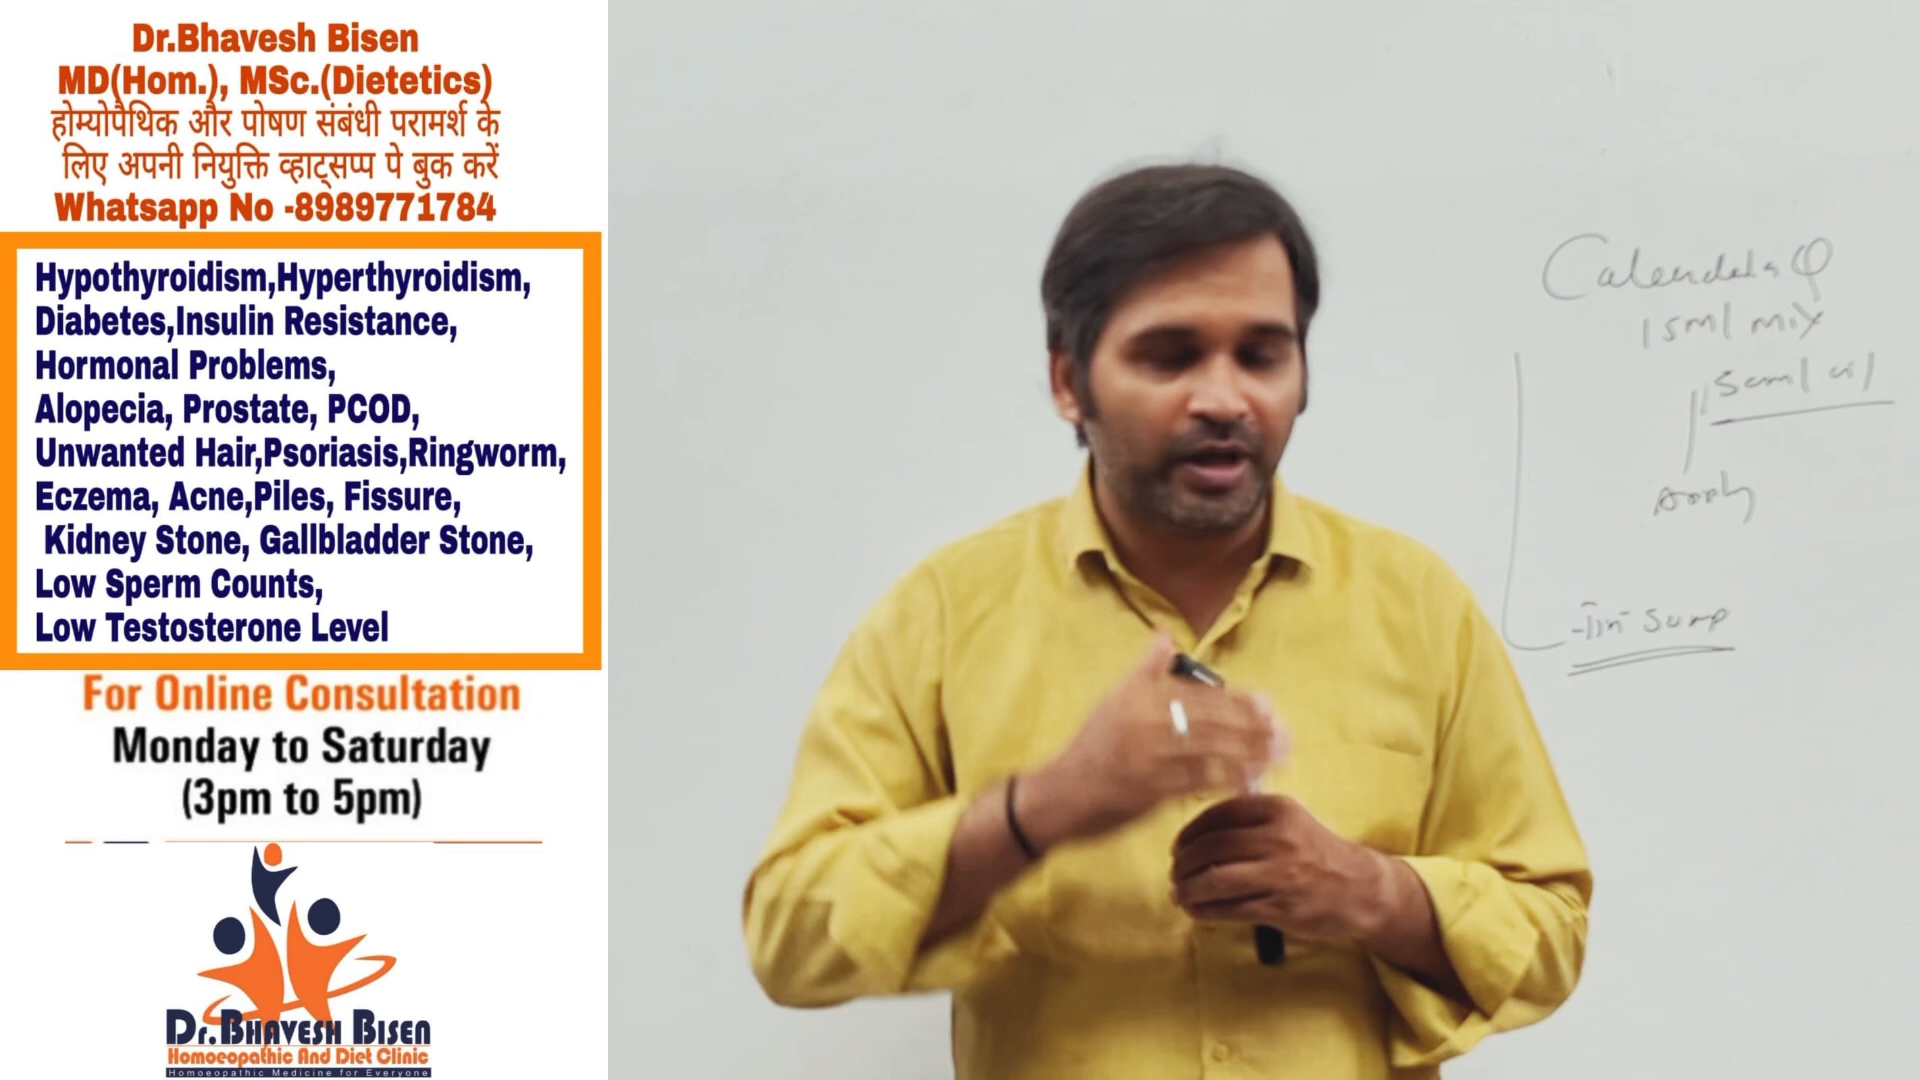 Dr.Bhavesh Bisen
MD(Hom.), MSc.(Dietetics)
होम्योपैथिक और पोषण संबंधी परामर्श के
लिए अपनी नियुक्ति व्हाट्सप्प पे बुक करें
Whatsapp No -8989771784
Hypothyroidism,Hyperthyroidism,
Diabetes,Insulin Resistance,
Hormonal Problems,
Alopecia, Prostate, PCOD,
Unwanted Hair,Psoriasis,Ringworm,
Eczema, Acne,Piles, Fissure,
Kidney Stone, Gallbladder Stone,
Low Sperm Counts,
Low Testosterone Level
For Online Consultation
Monday to Saturday
(3pm to 5pm)
Dr.Bhavesh Bisen
Homoeopathic And Diet Clinic
Homoeopathic Medicine for Everyone
Calendula Q
15ml mix
oil